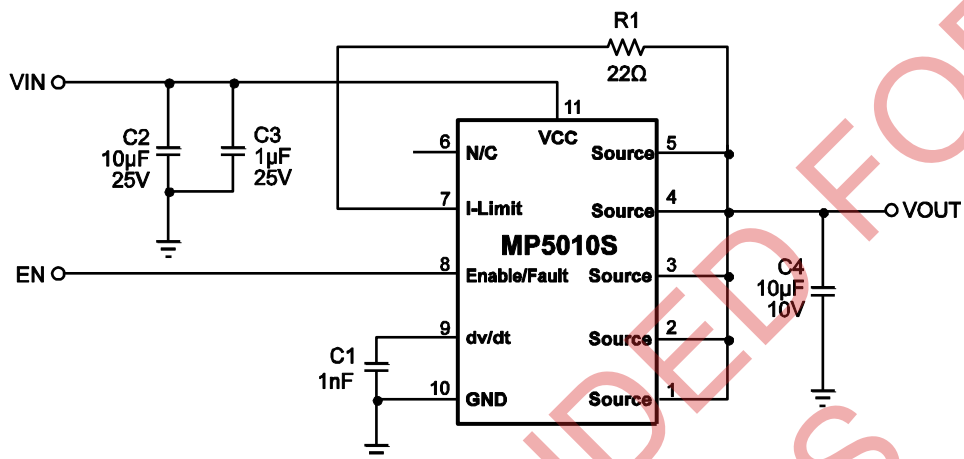 R1
22Ω
VIN
11
VCC
C2
10µF
25V
C3
1µF
25V
6
N/C
Source
5
7
I-Limit
Source
4
VOUT
MP5010S
EN
8
Enable/Fault
Source
3
C4
10µF
10V
9
dv/dt
Source
2
C1
1nF
10
GND
Source
1
NDED FO
S